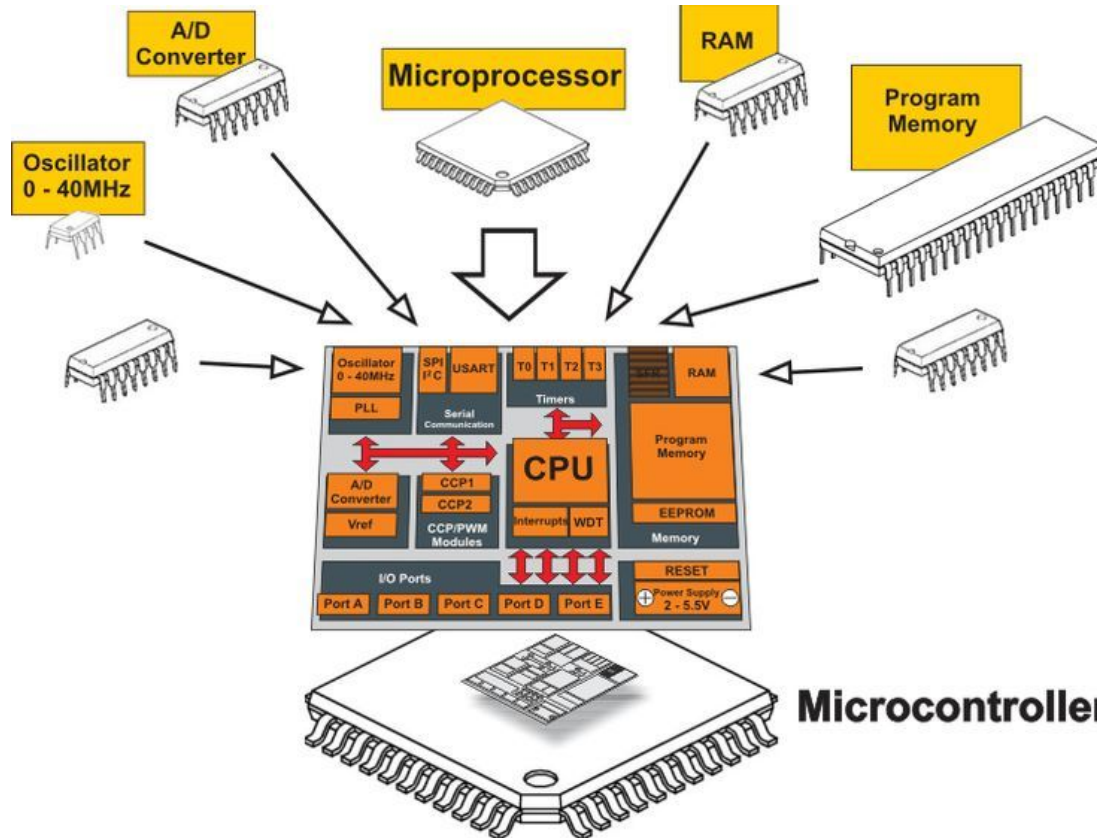 A/D
Converter
Microprocessor
RAM
Program
Memory
Oscillator
0 - 40MHz
Oscillator
0 - 40MHz
PLL
SPI
I²C
USART
Serial
Communication
T0 T1 T2 T3
Timers
SFR
RAM
Program
Memory
EEPROM
Memory
A/D
Converter
Vref
CCP1
CCP2
CCP/PWM
Modules
CPU
Interrupts
WDT
I/O Ports
Port A Port B Port C Port D Port E
RESET
+ Power Supply −
2 - 5.5V
Microcontroller